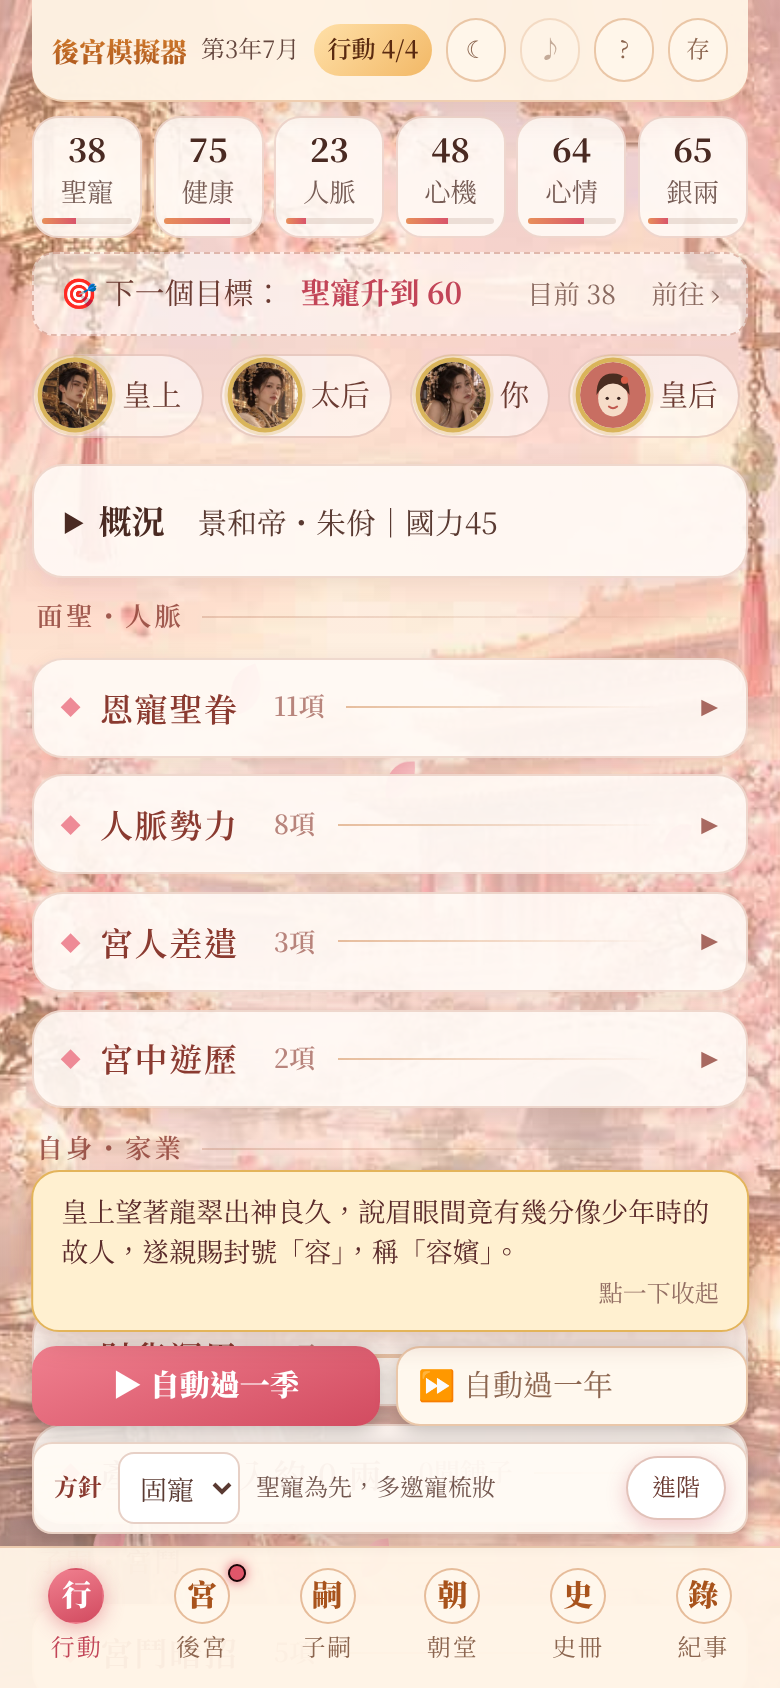 後宮模擬器 第3年7月 行動 4/4 ☾ ♪ ? 存
38 75 23 48 64 65
聖寵 健康 人脈 心機 心情 銀兩
🎯 下一個目標： 聖寵升到 60 目前 38 前往 ›
皇上 太后 你 皇后
▶ 概況 景和帝・朱佾｜國力45
面聖・人脈
◆ 恩寵聖眷 11項 ▶
◆ 人脈勢力 8項 ▶
◆ 宮人差遣 3項 ▶
◆ 宮中遊歷 2項 ▶
自身・家業
皇上望著龍翠出神良久，說眉眼間竟有幾分像少年時的
故人，遂親賜封號「容」，稱「容嬪」。
點一下收起
▶ 自動過一季 ⏩ 自動過一年
方針 固寵 聖寵為先，多邀寵梳妝 進階
行 宮 嗣 朝 史 錄
行動 後宮 子嗣 朝堂 史冊 紀事